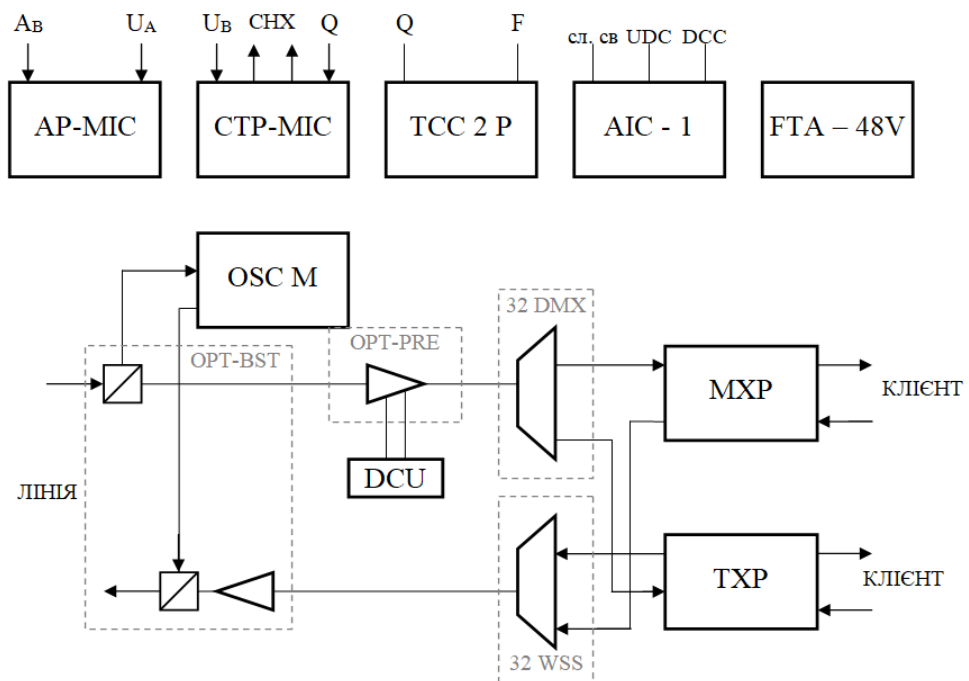 AB UA UB СНХ Q Q F сл. св UDC DCC
AP-MIC CTP-MIC TCC 2 P AIC - 1 FTA – 48V
OSC M
32 DMX
OPT-PRE
OPT-BST
MXP
КЛІЄНТ
DCU
ЛІНІЯ
TXP
КЛІЄНТ
32 WSS